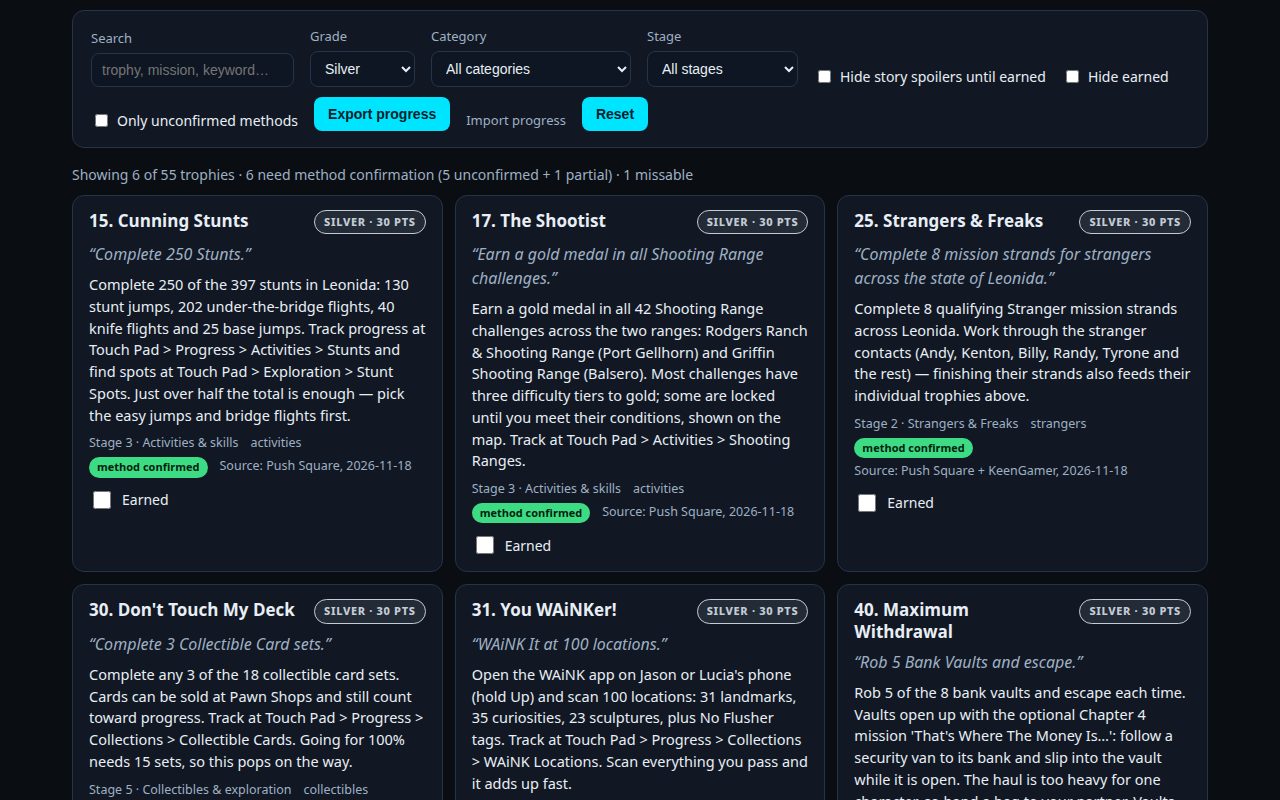 Search
Grade
Category
Stage
trophy, mission, keyword…
Silver
All categories
All stages
Hide story spoilers until earned
Hide earned
Only unconfirmed methods
Export progress
Import progress
Reset
Showing 6 of 55 trophies · 6 need method confirmation (5 unconfirmed + 1 partial) · 1 missable
15. Cunning Stunts
SILVER · 30 PTS
“Complete 250 Stunts.”
Complete 250 of the 397 stunts in Leonida: 130
stunt jumps, 202 under-the-bridge flights, 40
knife flights and 25 base jumps. Track progress at
Touch Pad > Progress > Activities > Stunts and
find spots at Touch Pad > Exploration > Stunt
Spots. Just over half the total is enough — pick
the easy jumps and bridge flights first.
Stage 3 · Activities & skills activities
method confirmed Source: Push Square, 2026-11-18
Earned
17. The Shootist
SILVER · 30 PTS
“Earn a gold medal in all Shooting Range
challenges.”
Earn a gold medal in all 42 Shooting Range
challenges across the two ranges: Rodgers Ranch
& Shooting Range (Port Gellhorn) and Griffin
Shooting Range (Balsero). Most challenges have
three difficulty tiers to gold; some are locked
until you meet their conditions, shown on the
map. Track at Touch Pad > Activities > Shooting
Ranges.
Stage 3 · Activities & skills activities
method confirmed Source: Push Square, 2026-11-18
Earned
25. Strangers & Freaks
SILVER · 30 PTS
“Complete 8 mission strands for strangers
across the state of Leonida.”
Complete 8 qualifying Stranger mission strands
across Leonida. Work through the stranger
contacts (Andy, Kenton, Billy, Randy, Tyrone and
the rest) — finishing their strands also feeds their
individual trophies above.
Stage 2 · Strangers & Freaks strangers
method confirmed
Source: Push Square + KeenGamer, 2026-11-18
Earned
30. Don't Touch My Deck
SILVER · 30 PTS
“Complete 3 Collectible Card sets.”
Complete any 3 of the 18 collectible card sets.
Cards can be sold at Pawn Shops and still count
toward progress. Track at Touch Pad > Progress >
Collections > Collectible Cards. Going for 100%
needs 15 sets, so this pops on the way.
Stage 5 · Collectibles & exploration collectibles
31. You WAiNKer!
SILVER · 30 PTS
“WAiNK It at 100 locations.”
Open the WAiNK app on Jason or Lucia's phone
(hold Up) and scan 100 locations: 31 landmarks,
35 curiosities, 23 sculptures, plus No Flusher
tags. Track at Touch Pad > Progress > Collections
> WAiNK Locations. Scan everything you pass and
it adds up fast.
40. Maximum
Withdrawal
SILVER · 30 PTS
“Rob 5 Bank Vaults and escape.”
Rob 5 of the 8 bank vaults and escape each time.
Vaults open up with the optional Chapter 4
mission 'That's Where The Money Is...': follow a
security van to its bank and slip into the vault
while it is open. The haul is too heavy for one